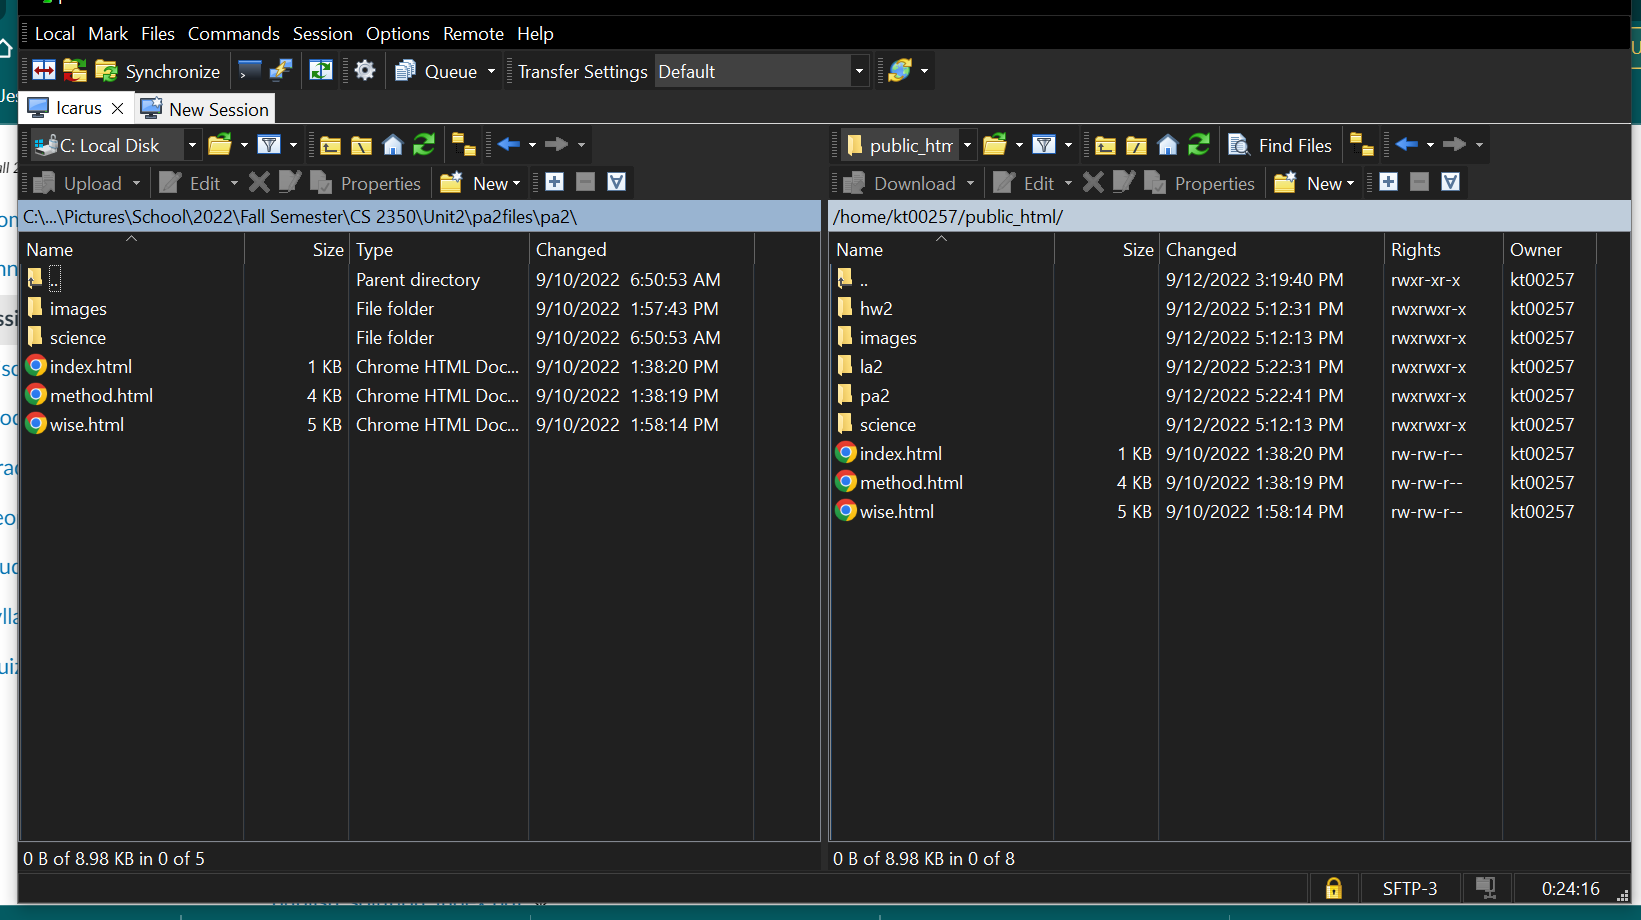 Local Mark Files Commands Session Options Remote Help
Synchronize Queue Transfer Settings Default
Icarus New Session
C: Local Disk
Upload Edit Properties New
C:\...\Pictures\School\2022\Fall Semester\CS 2350\Unit2\pa2files\pa2\
Name Size Type Changed
.. Parent directory 9/10/2022 6:50:53 AM
images File folder 9/10/2022 1:57:43 PM
science File folder 9/10/2022 6:50:53 AM
index.html 1 KB Chrome HTML Doc... 9/10/2022 1:38:20 PM
method.html 4 KB Chrome HTML Doc... 9/10/2022 1:38:19 PM
wise.html 5 KB Chrome HTML Doc... 9/10/2022 1:58:14 PM
0 B of 8.98 KB in 0 of 5
public_htm Find Files
Download Edit Properties New
/home/kt00257/public_html/
Name Size Changed Rights Owner
.. 9/12/2022 3:19:40 PM rwxr-xr-x kt00257
hw2 9/12/2022 5:12:31 PM rwxrwxr-x kt00257
images 9/12/2022 5:12:13 PM rwxrwxr-x kt00257
la2 9/12/2022 5:22:31 PM rwxrwxr-x kt00257
pa2 9/12/2022 5:22:41 PM rwxrwxr-x kt00257
science 9/12/2022 5:12:13 PM rwxrwxr-x kt00257
index.html 1 KB 9/10/2022 1:38:20 PM rw-rw-r-- kt00257
method.html 4 KB 9/10/2022 1:38:19 PM rw-rw-r-- kt00257
wise.html 5 KB 9/10/2022 1:58:14 PM rw-rw-r-- kt00257
0 B of 8.98 KB in 0 of 8
SFTP-3 0:24:16